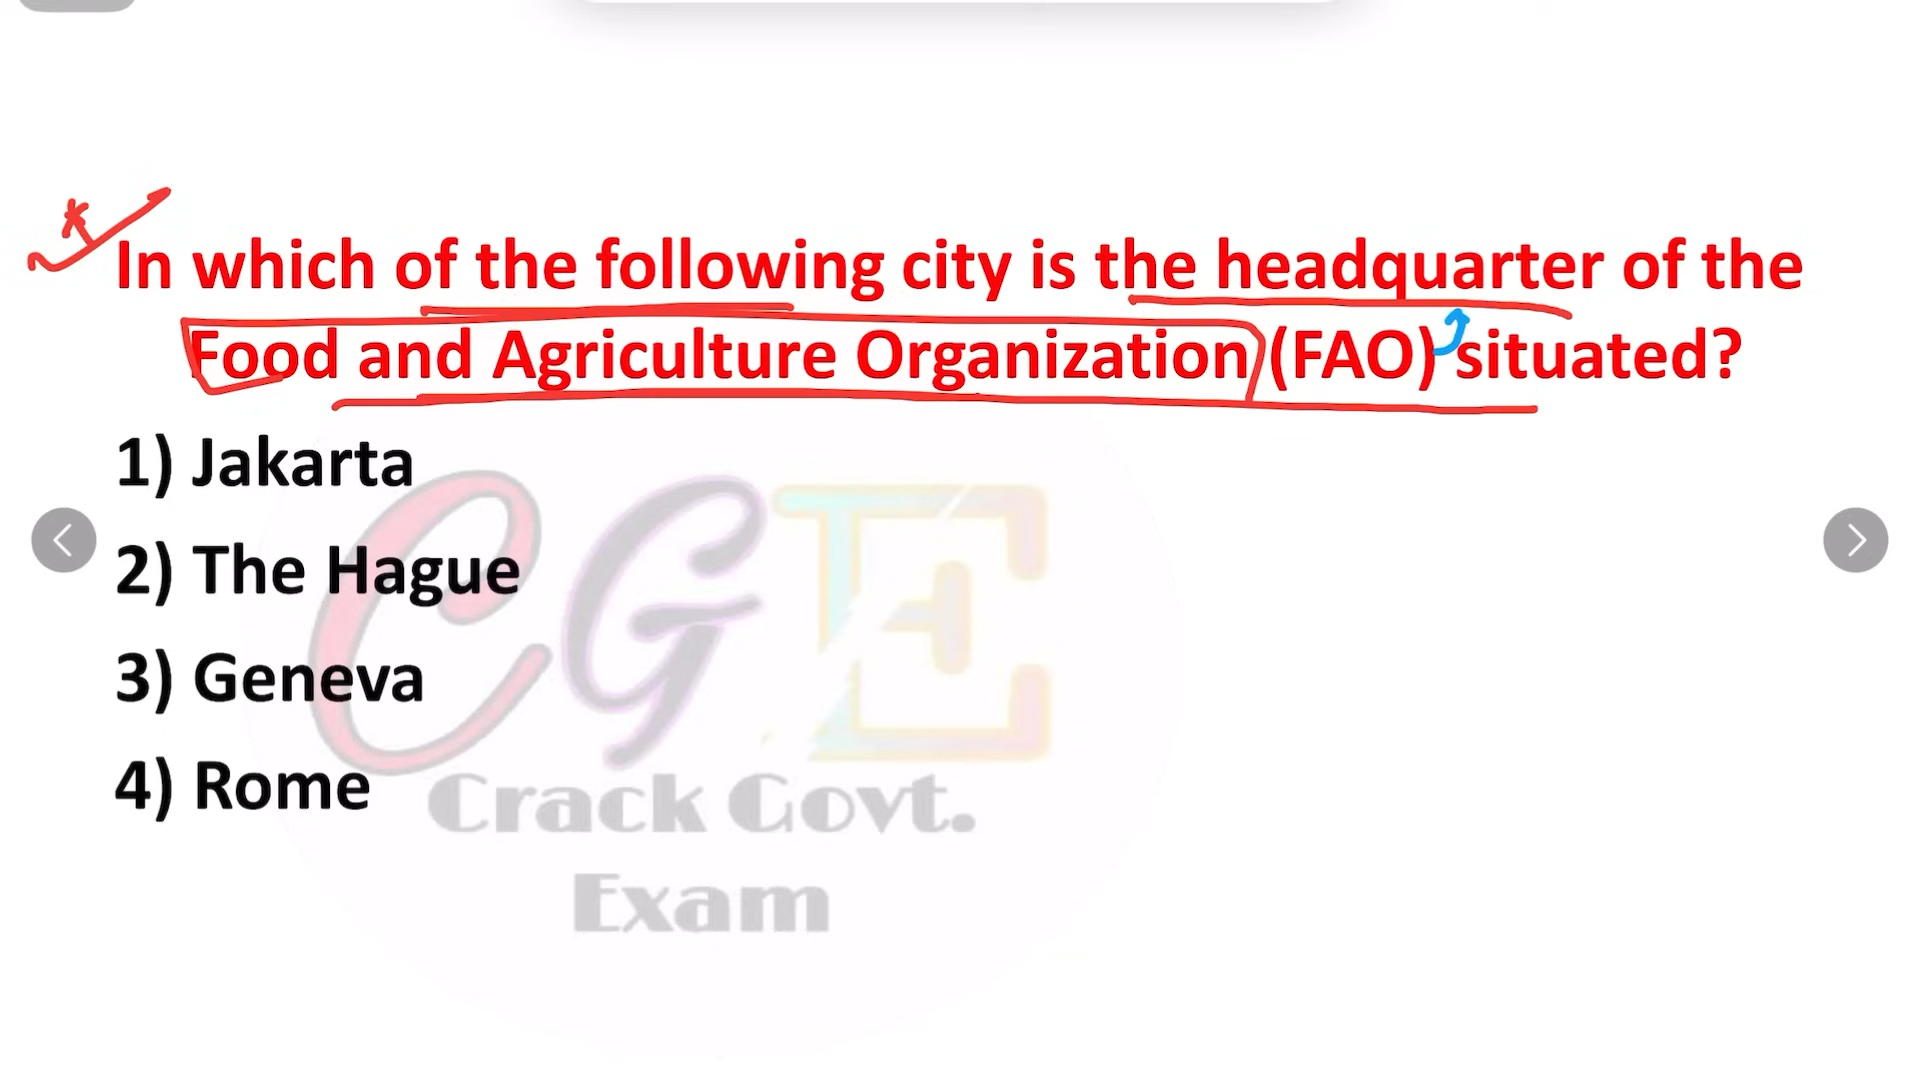 In which of the following city is the headquarter of the
Food and Agriculture Organization (FAO) situated?
1) Jakarta
2) The Hague
3) Geneva
4) Rome
CGE
Crack Govt.
Exam